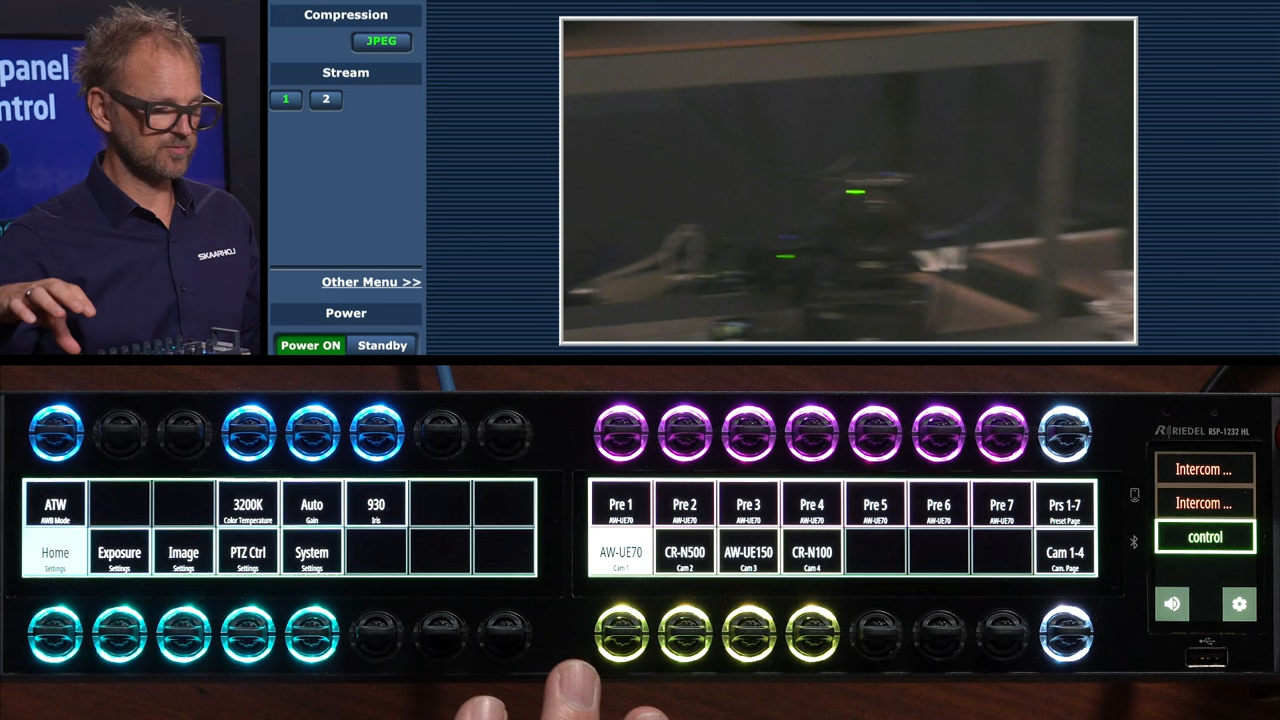 panel
ntrol
SKAARHOJ
Compression
JPEG
Stream
1 2
Other Menu >>
Power
Power ON Standby
RIEDEL RSP-1232 HL
ATW
AWB Mode
3200K
Color Temperature
Auto
Gain
930
Iris
Home
Settings
Exposure
Settings
Image
Settings
PTZ Ctrl
Settings
System
Settings
Pre 1
AW-UE70
Pre 2
AW-UE70
Pre 3
AW-UE70
Pre 4
AW-UE70
Pre 5
AW-UE70
Pre 6
AW-UE70
Pre 7
AW-UE70
Prs 1-7
Preset Page
AW-UE70
Cam 1
CR-N500
Cam 2
AW-UE150
Cam 3
CR-N100
Cam 4
Cam 1-4
Cam. Page
Intercom ...
Intercom ...
control